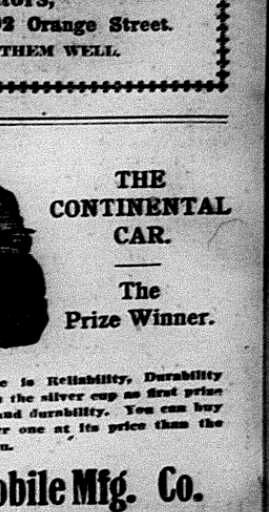 2 Orange Street.
THEM WELL.
THE
CONTINENTAL
CAR.
The
Prize Winner.
e is Reliability, Durability
the silver cup as first prize
and durability. You can buy
r one at its price than the
obile Mfg. Co.